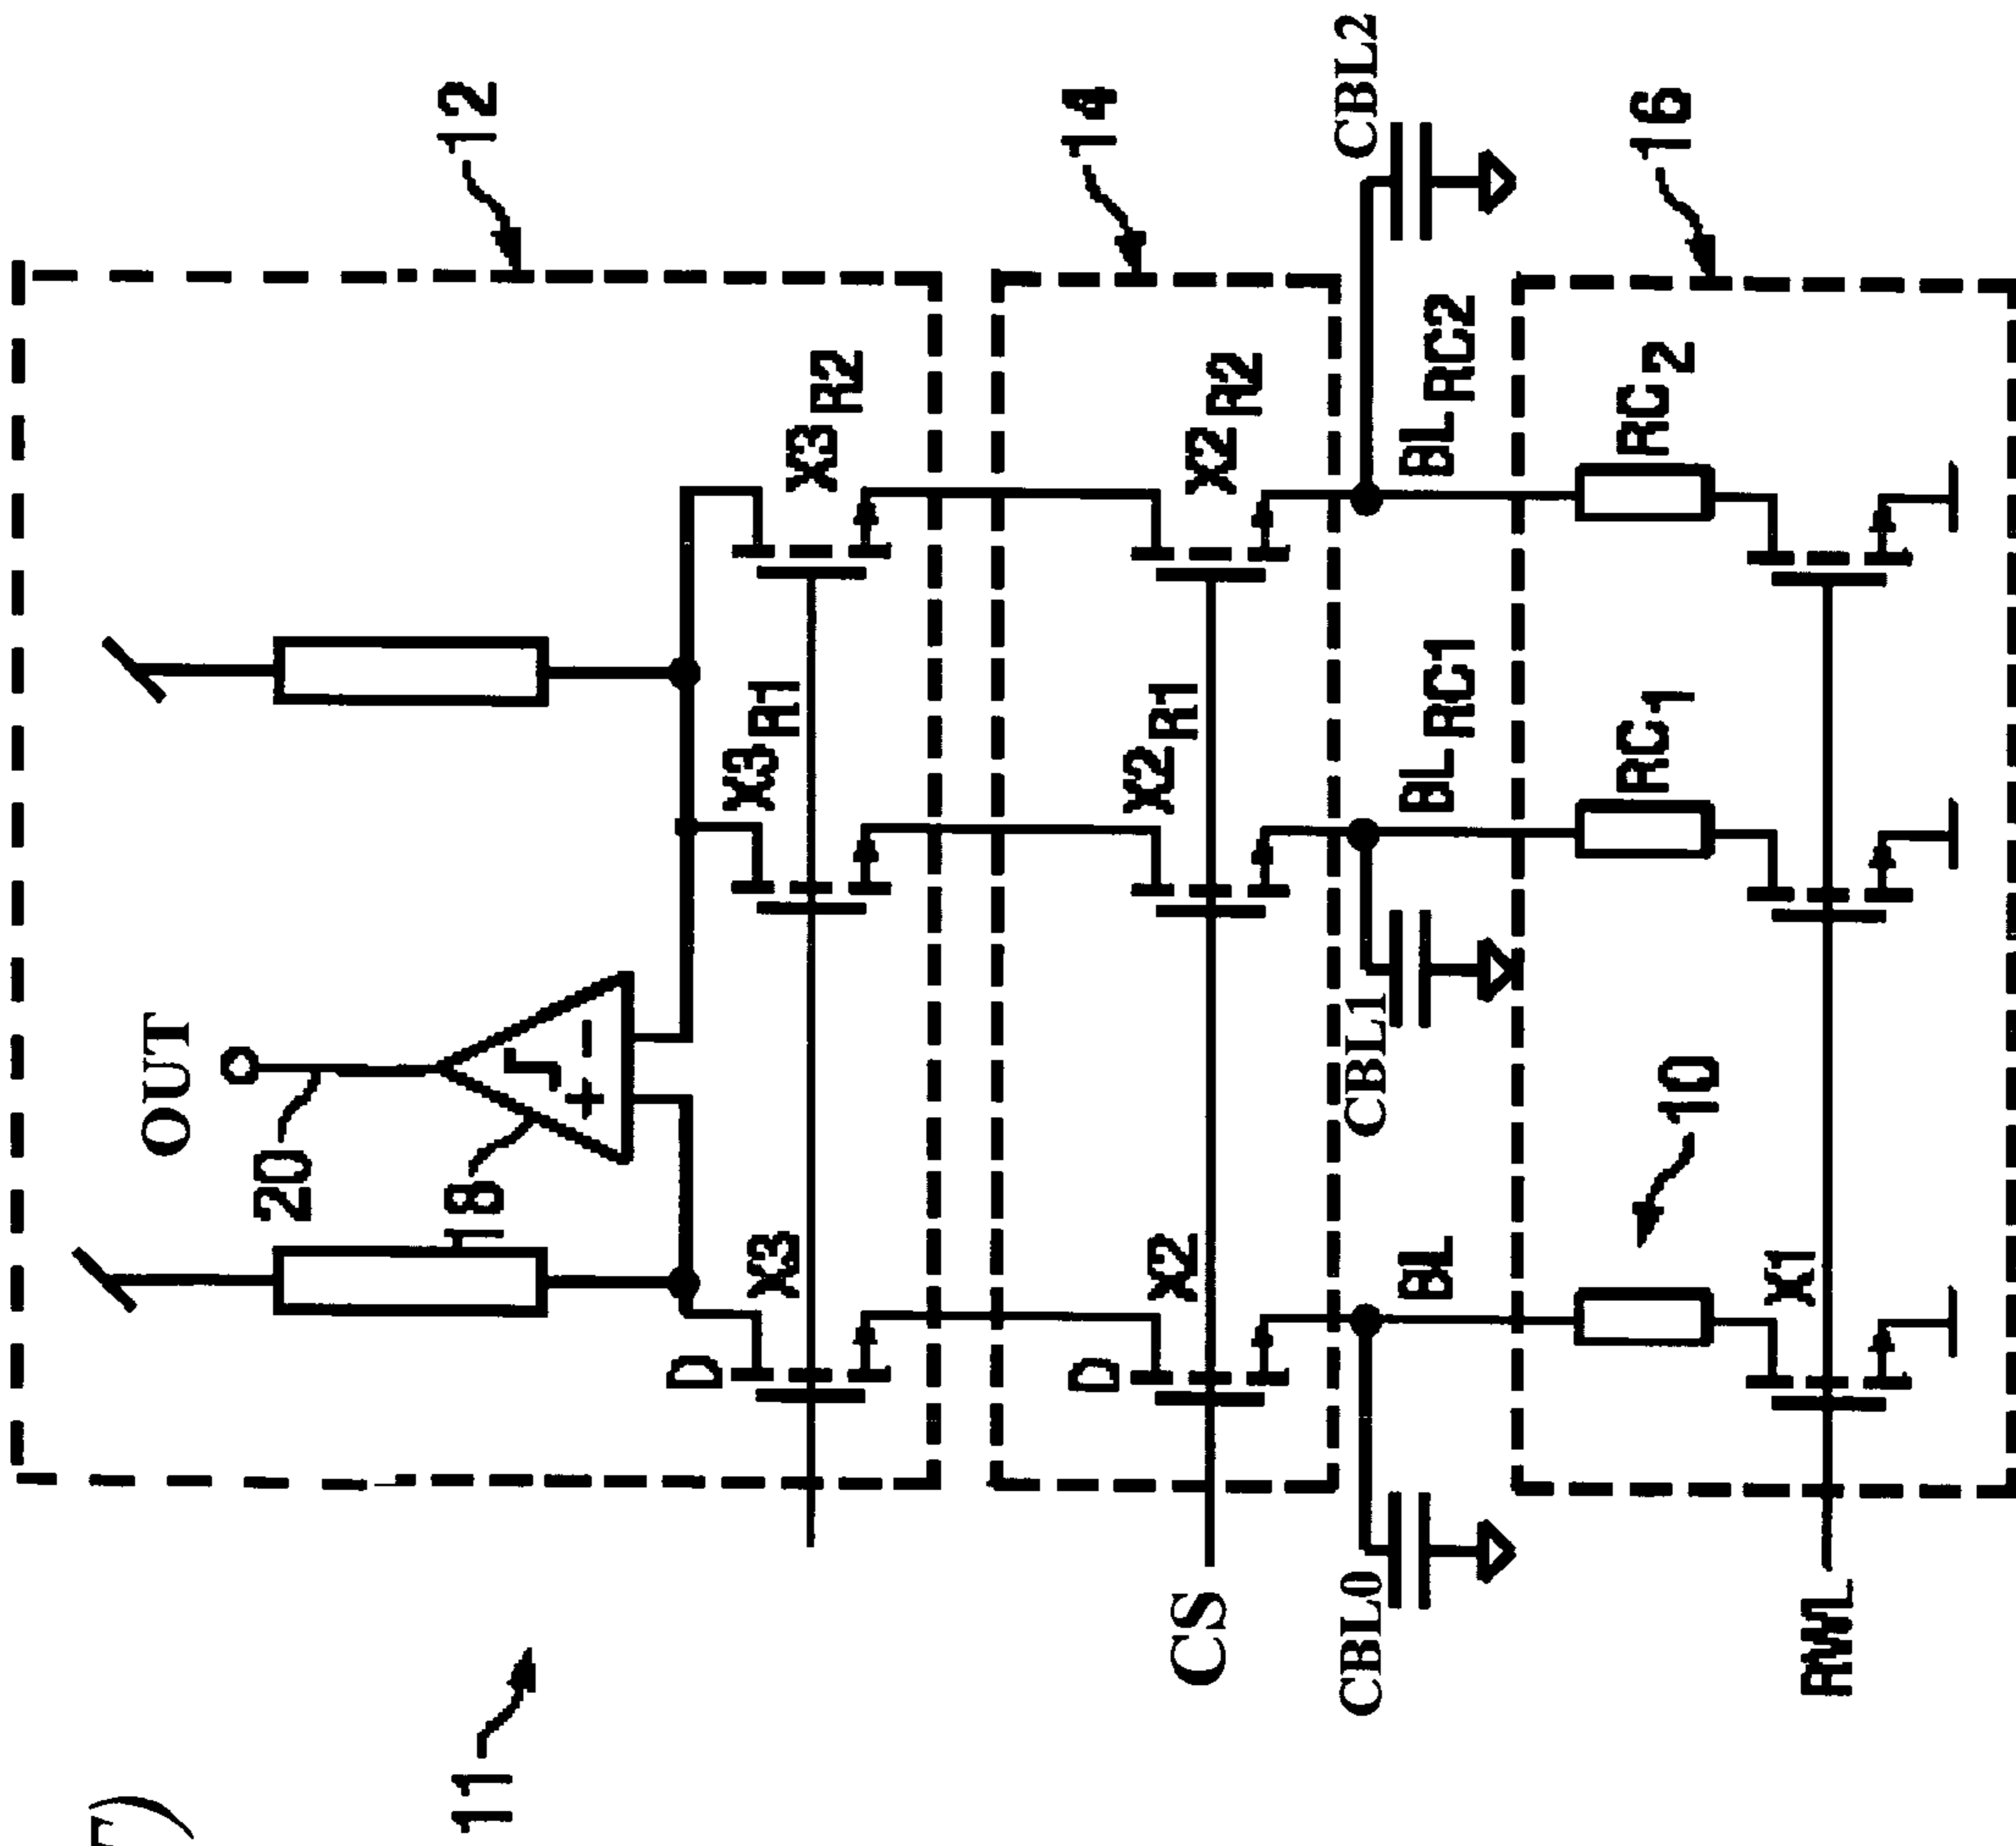 T)
11
OUT
20
18
+ -
12
D
X3
X3R1
X3R2
14
D
X2
X2R1
X2R2
CS
CBL0
CBL1
CBL2
BL
BLRC1
BLRC2
16
10
RC1
RC2
X1
RWL